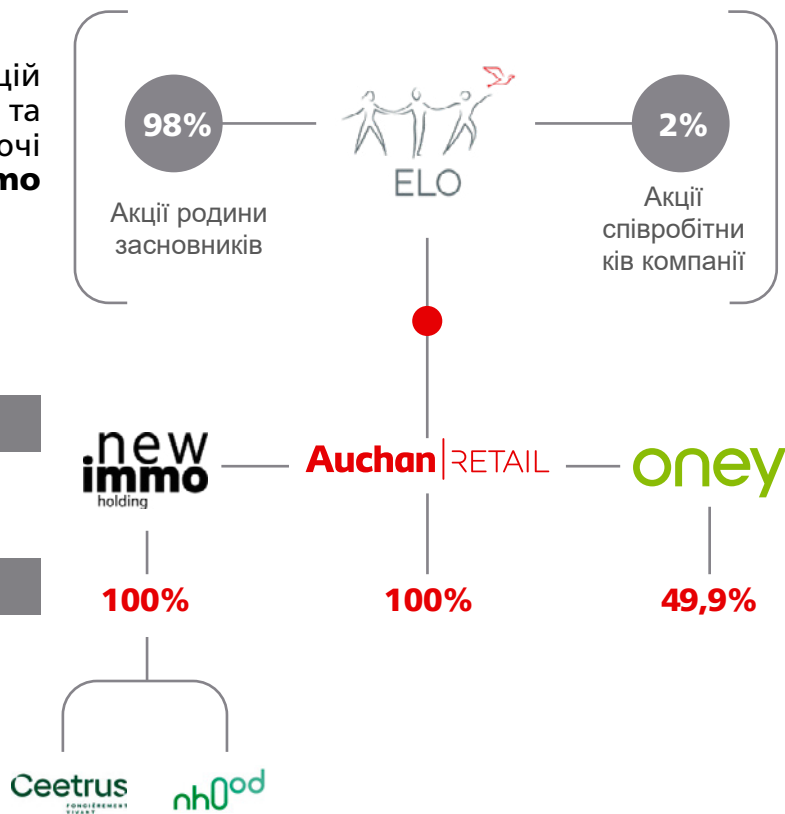 цій
та
очі
mo
98%
ELO
2%
Акції родини
засновників
Акції
співробітни
ків компанії
new
immo
holding
Auchan RETAIL
oney
100%
100%
49,9%
Ceetrus
FONCIÈREMENT
VIVANT
nhood